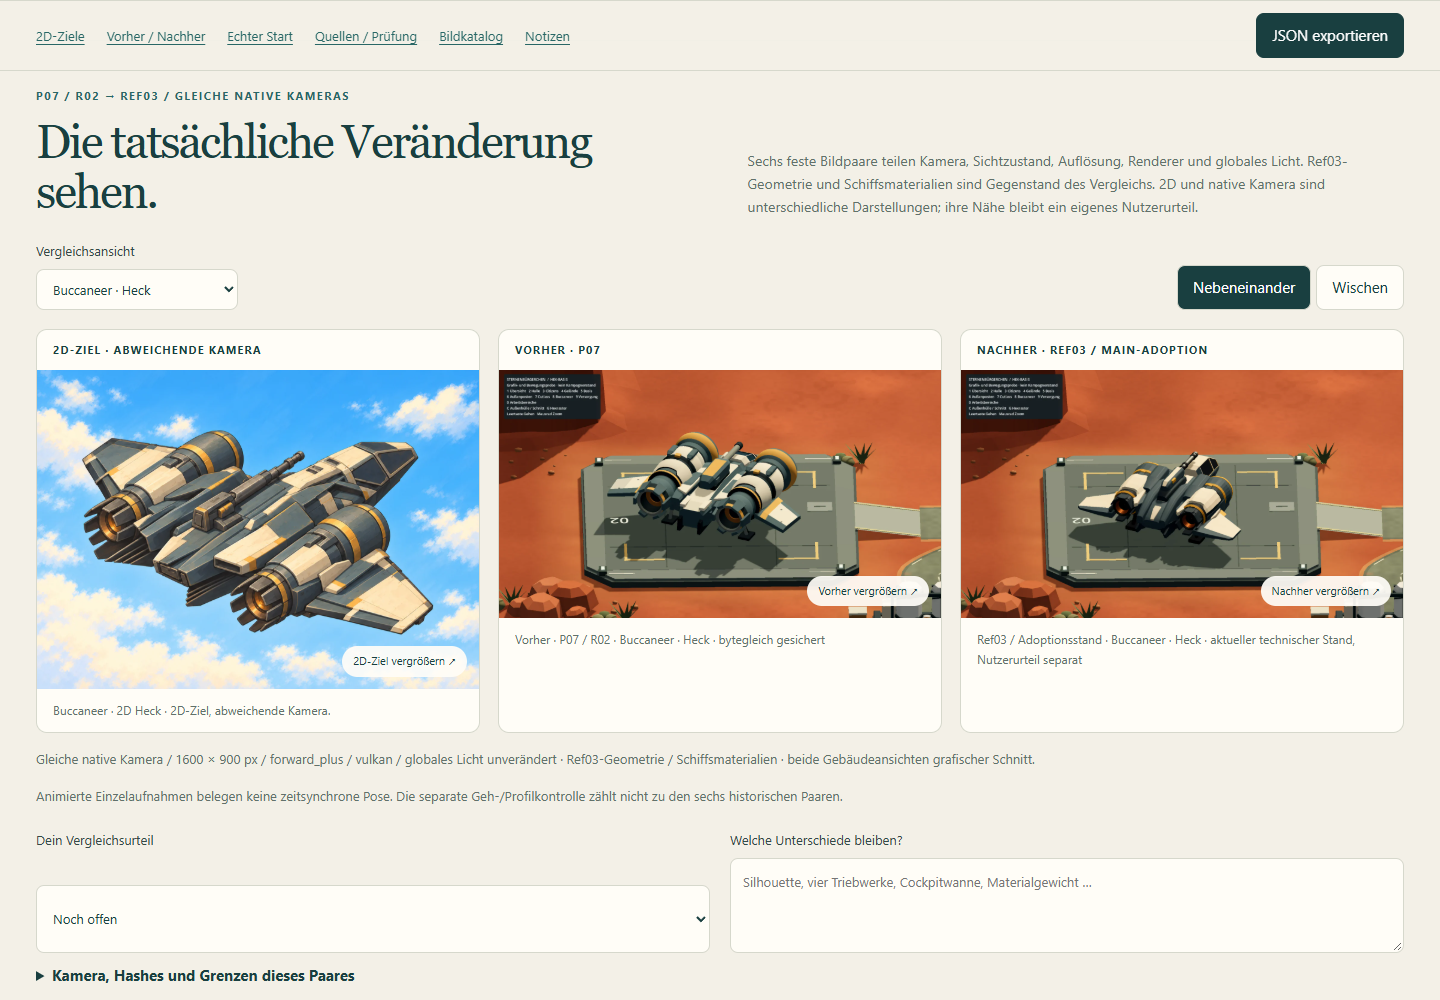 2D-Ziele Vorher / Nachher Echter Start Quellen / Prüfung Bildkatalog Notizen JSON exportieren
P07 / R02 → REF03 / GLEICHE NATIVE KAMERAS
Die tatsächliche Veränderung
sehen.
Sechs feste Bildpaare teilen Kamera, Sichtzustand, Auflösung, Renderer und globales Licht. Ref03-
Geometrie und Schiffsmaterialien sind Gegenstand des Vergleichs. 2D und native Kamera sind
unterschiedliche Darstellungen; ihre Nähe bleibt ein eigenes Nutzerurteil.
Vergleichsansicht
Buccaneer · Heck
Nebeneinander Wischen
2D-ZIEL · ABWEICHENDE KAMERA
2D-Ziel vergrößern ↗
Buccaneer · 2D Heck · 2D-Ziel, abweichende Kamera.
VORHER · P07
02
Vorher vergrößern ↗
Vorher · P07 / R02 · Buccaneer · Heck · bytegleich gesichert
NACHHER · REF03 / MAIN-ADOPTION
02
Nachher vergrößern ↗
Ref03 / Adoptionsstand · Buccaneer · Heck · aktueller technischer Stand,
Nutzerurteil separat
Gleiche native Kamera / 1600 × 900 px / forward_plus / vulkan / globales Licht unverändert · Ref03-Geometrie / Schiffsmaterialien · beide Gebäudeansichten grafischer Schnitt.
Animierte Einzelaufnahmen belegen keine zeitsynchrone Pose. Die separate Geh-/Profilkontrolle zählt nicht zu den sechs historischen Paaren.
Dein Vergleichsurteil
Noch offen
Welche Unterschiede bleiben?
Silhouette, vier Triebwerke, Cockpitwanne, Materialgewicht ...
Kamera, Hashes und Grenzen dieses Paares